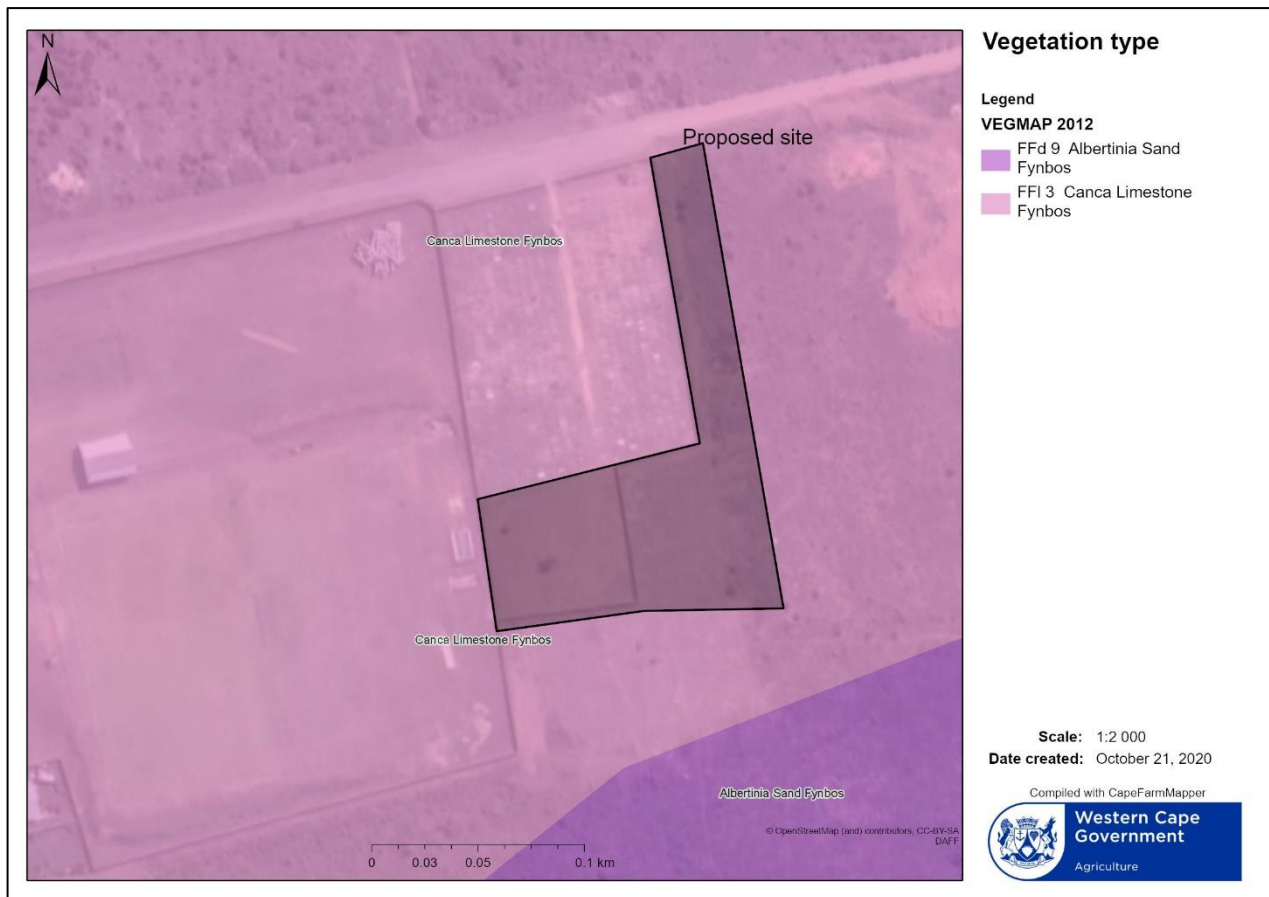 N
Proposed site
Canca Limestone Fynbos
Canca Limestone Fynbos
Albertinia Sand Fynbos
© OpenStreetMap (and) contributors, CC-BY-SA
DAFF
0 0.03 0.05 0.1 km
Vegetation type
Legend
VEGMAP 2012
FFd 9 Albertinia Sand
Fynbos
FFl 3 Canca Limestone
Fynbos
Scale: 1:2 000
Date created: October 21, 2020
Compiled with CapeFarmMapper
Western Cape
Government
Agriculture